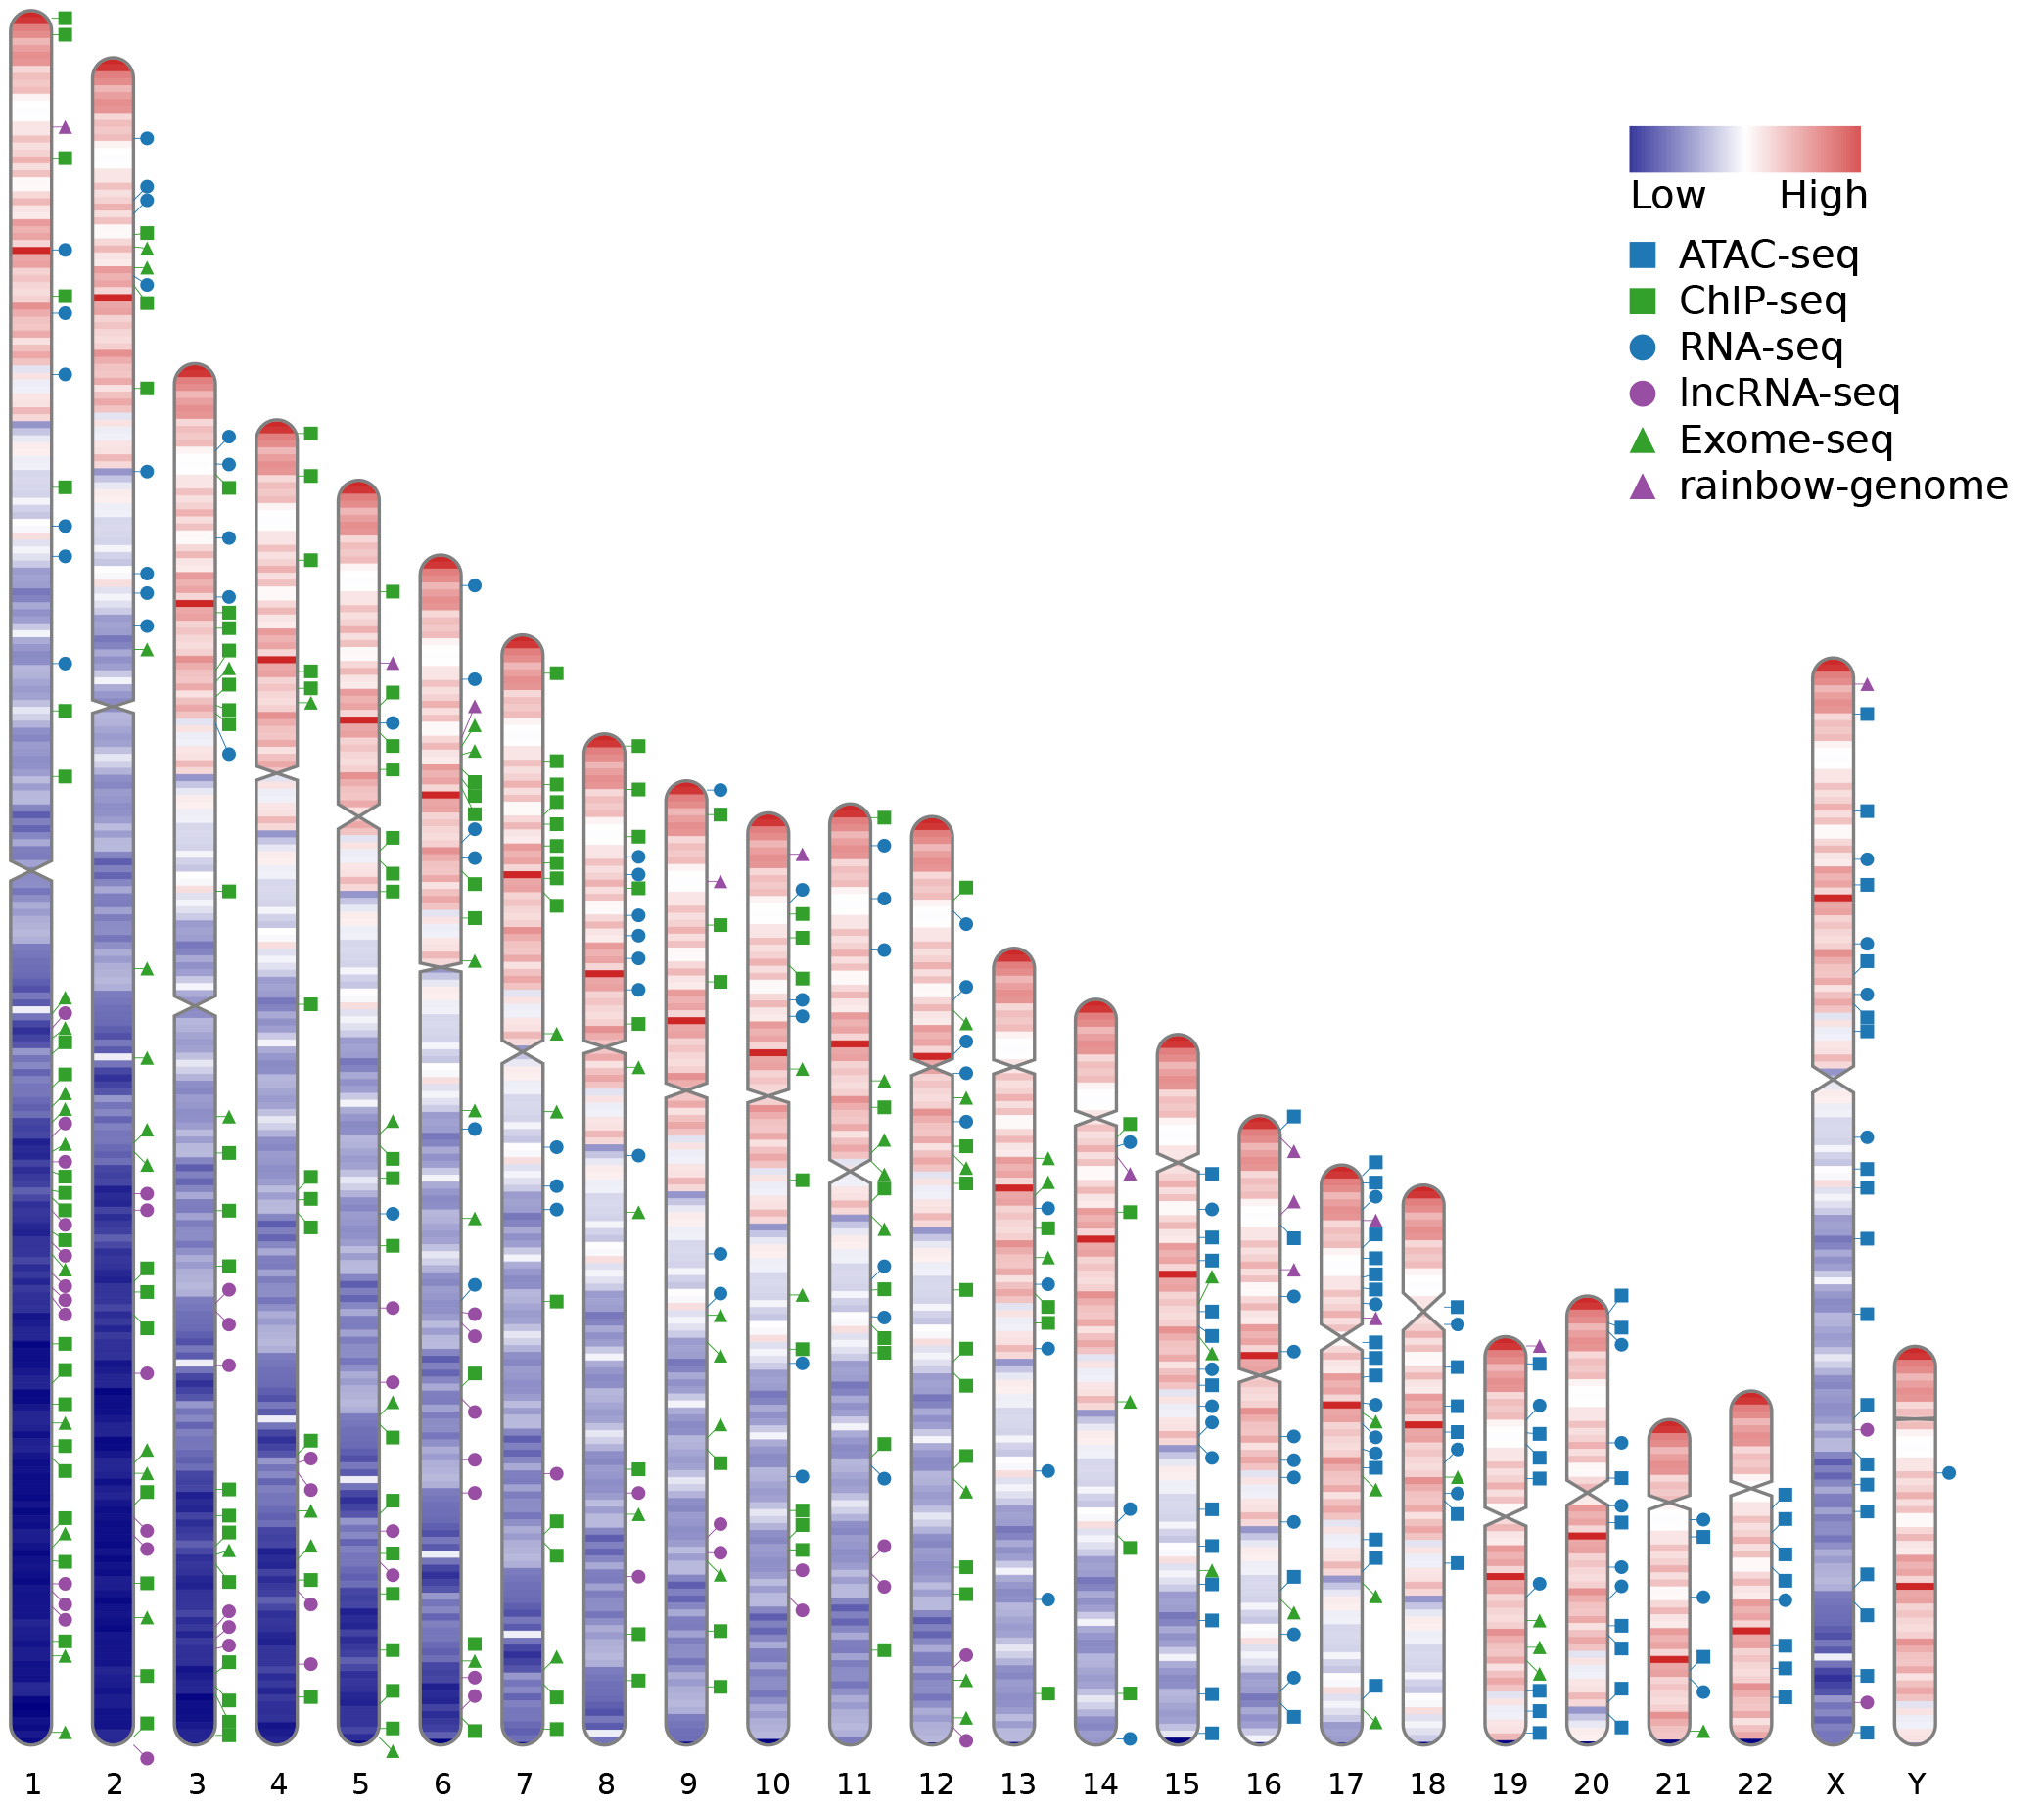 Low High
ATAC-seq
ChIP-seq
RNA-seq
lncRNA-seq
Exome-seq
rainbow-genome
1 2 3 4 5 6 7 8 9 10 11 12 13 14 15 16 17 18 19 20 21 22 X Y